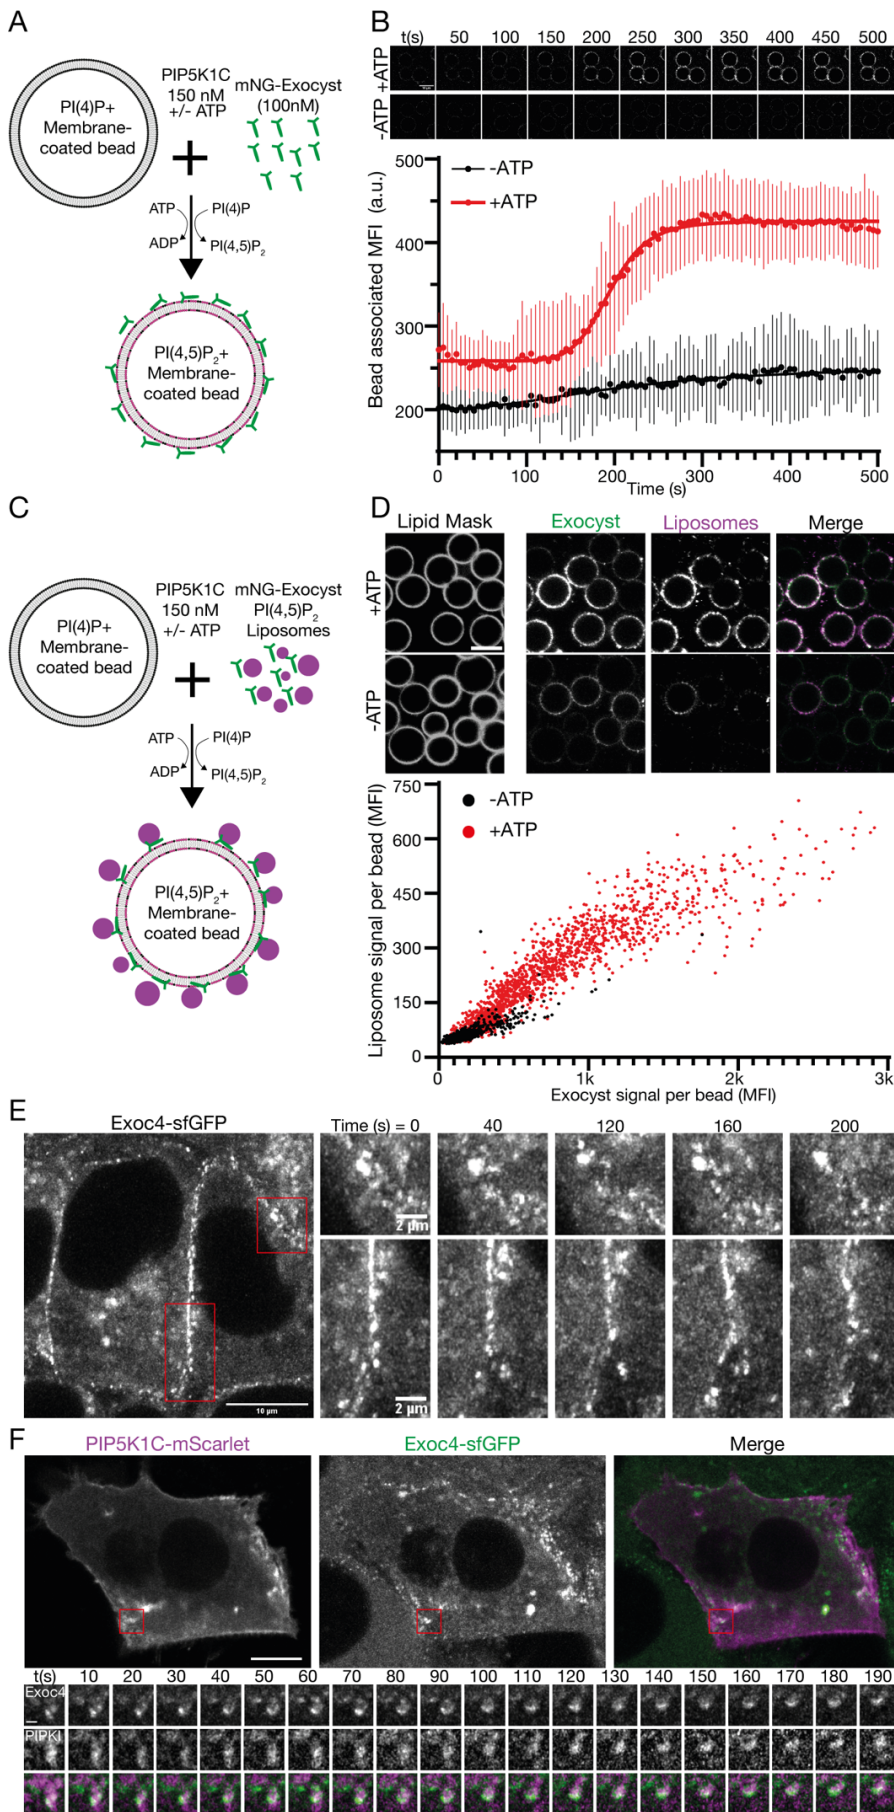 A
PI(4)P+
Membrane-
coated bead
PIP5K1C
150 nM
+/- ATP
mNG-Exocyst
(100nM)
ATP
PI(4)P
ADP
PI(4,5)P2
PI(4,5)P2+
Membrane-
coated bead
B
t(s) 50 100 150 200 250 300 350 400 450 500
+ATP
-ATP
Bead associated MFI (a.u.)
500
400
300
200
-ATP
+ATP
0 100 200 300 400 500
Time (s)
C
PI(4)P+
Membrane-
coated bead
PIP5K1C
150 nM
+/- ATP
mNG-Exocyst
PI(4,5)P2
Liposomes
ATP
PI(4)P
ADP
PI(4,5)P2
PI(4,5)P2+
Membrane-
coated bead
D
Lipid Mask Exocyst Liposomes Merge
+ATP
-ATP
Liposome signal per bead (MFI)
750
600
450
300
150
0
-ATP
+ATP
0 1k 2k 3k
Exocyst signal per bead (MFI)
E
Exoc4-sfGFP
Time (s) = 0 40 120 160 200
2 µm
2 µm
10 µm
F
PIP5K1C-mScarlet Exoc4-sfGFP Merge
t(s) 10 20 30 40 50 60 70 80 90 100 110 120 130 140 150 160 170 180 190
Exoc4
PIPKI